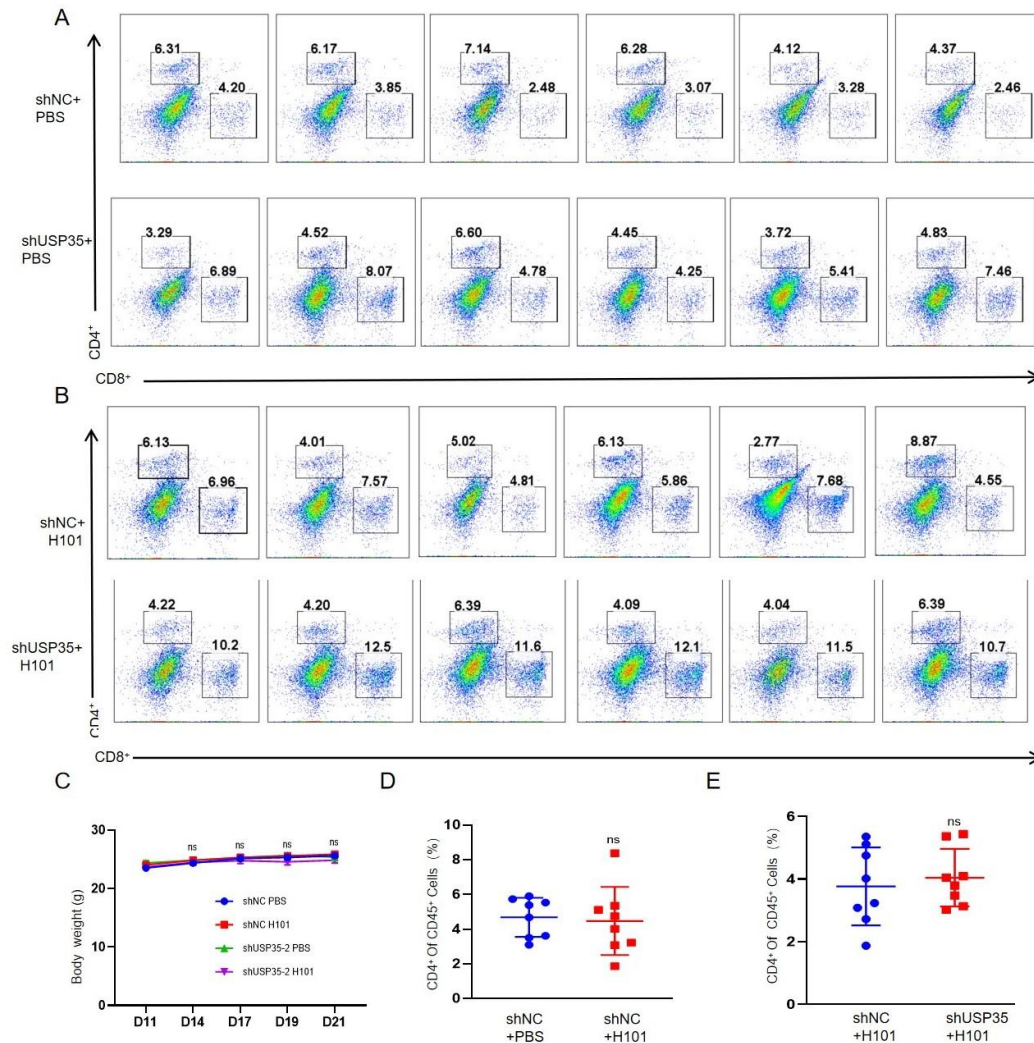 A
shNC+
PBS
6.31
4.20
6.17
3.85
7.14
2.48
6.28
3.07
4.12
3.28
4.37
2.46
shUSP35+
PBS
3.29
6.89
4.52
8.07
6.60
4.78
4.45
4.25
3.72
5.41
4.83
7.46
CD4⁺
CD8⁺
B
shNC+
H101
6.13
6.96
4.01
7.57
5.02
4.81
6.13
5.86
2.77
7.68
8.87
4.55
shUSP35+
H101
4.22
10.2
4.20
12.5
6.39
11.6
4.09
12.1
4.04
11.5
6.39
10.7
CD4⁺
CD8⁺
C
Body weight (g)
30
20
10
0
ns
ns
ns
ns
shNC PBS
shNC H101
shUSP35-2 PBS
shUSP35-2 H101
D11
D14
D17
D19
D21
D
CD4⁺ Of CD45⁺ Cells (%)
10
8
6
4
2
0
ns
shNC
+PBS
shNC
+H101
E
CD4⁺ Of CD45⁺ Cells (%)
6
4
2
0
ns
shNC
+H101
shUSP35
+H101